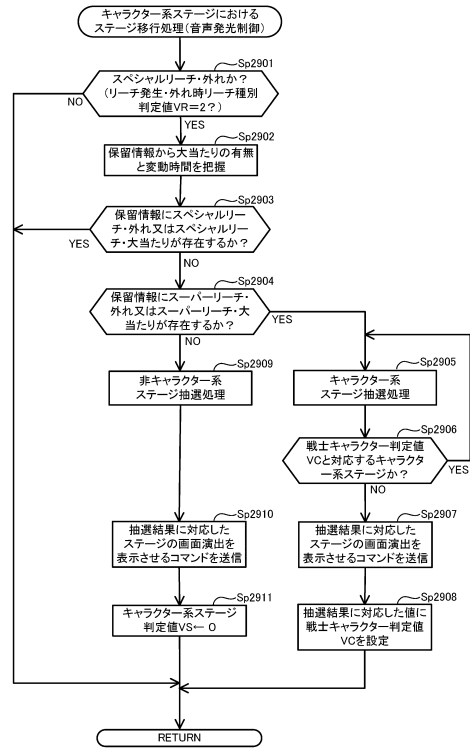 キャラクター系ステージにおける
ステージ移行処理(音声発光制御)
Sp2901
スペシャルリーチ・外れか?
(リーチ発生・外れ時リーチ種別
判定値VR=2?)
NO
YES
Sp2902
保留情報から大当たりの有無
と変動時間を把握
Sp2903
保留情報にスペシャルリー
チ・外れ又はスペシャルリー
チ・大当たりが存在するか?
YES
NO
Sp2904
保留情報にスーパーリーチ・
外れ又はスーパーリーチ・大
当たりが存在するか?
YES
NO
Sp2909
非キャラクター系
ステージ抽選処理
Sp2905
キャラクター系
ステージ抽選処理
Sp2906
戦士キャラクター判定値
VCと対応するキャラクタ
ー系ステージか?
YES
NO
Sp2910
抽選結果に対応した
ステージの画面演出を
表示させるコマンドを送信
Sp2907
抽選結果に対応した
ステージの画面演出を
表示させるコマンドを送信
Sp2911
キャラクター系ステージ
判定値VS←0
Sp2908
抽選結果に対応した値に
戦士キャラクター判定値
VCを設定
RETURN